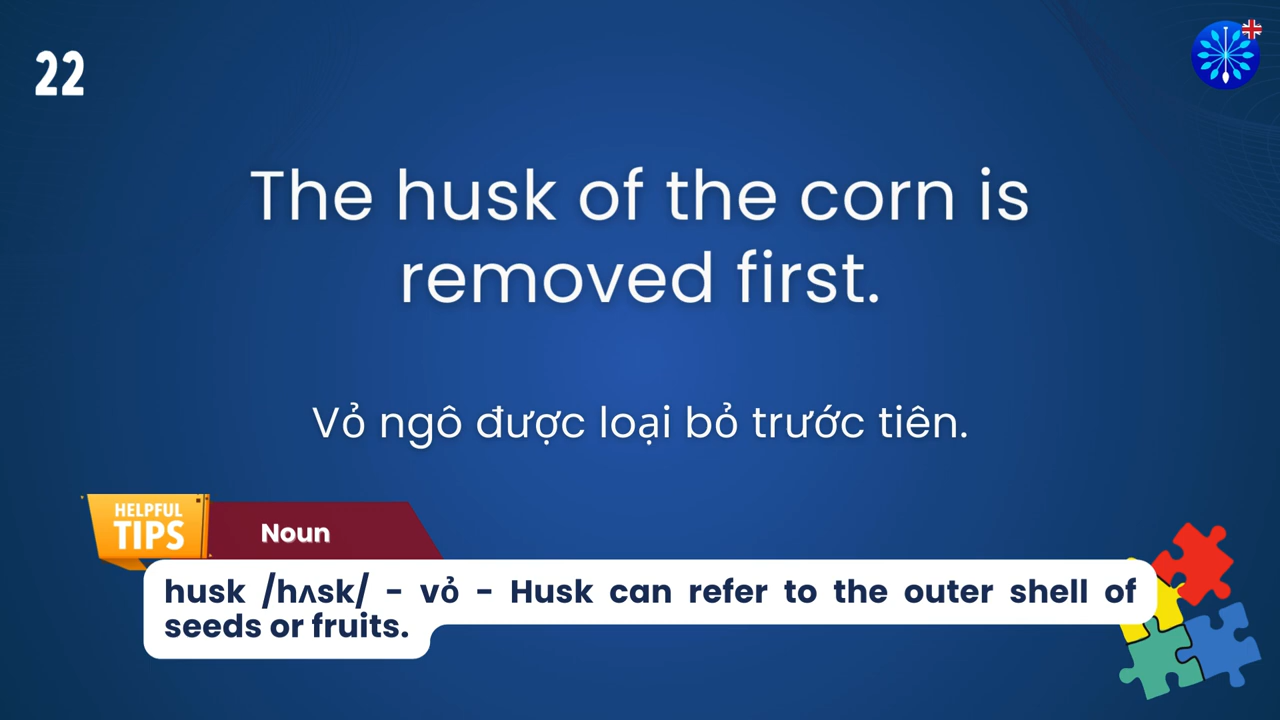 22
The husk of the corn is
removed first.
Vỏ ngô được loại bỏ trước tiên.
HELPFUL
TIPS
Noun
husk /hʌsk/ - vỏ - Husk can refer to the outer shell of
seeds or fruits.